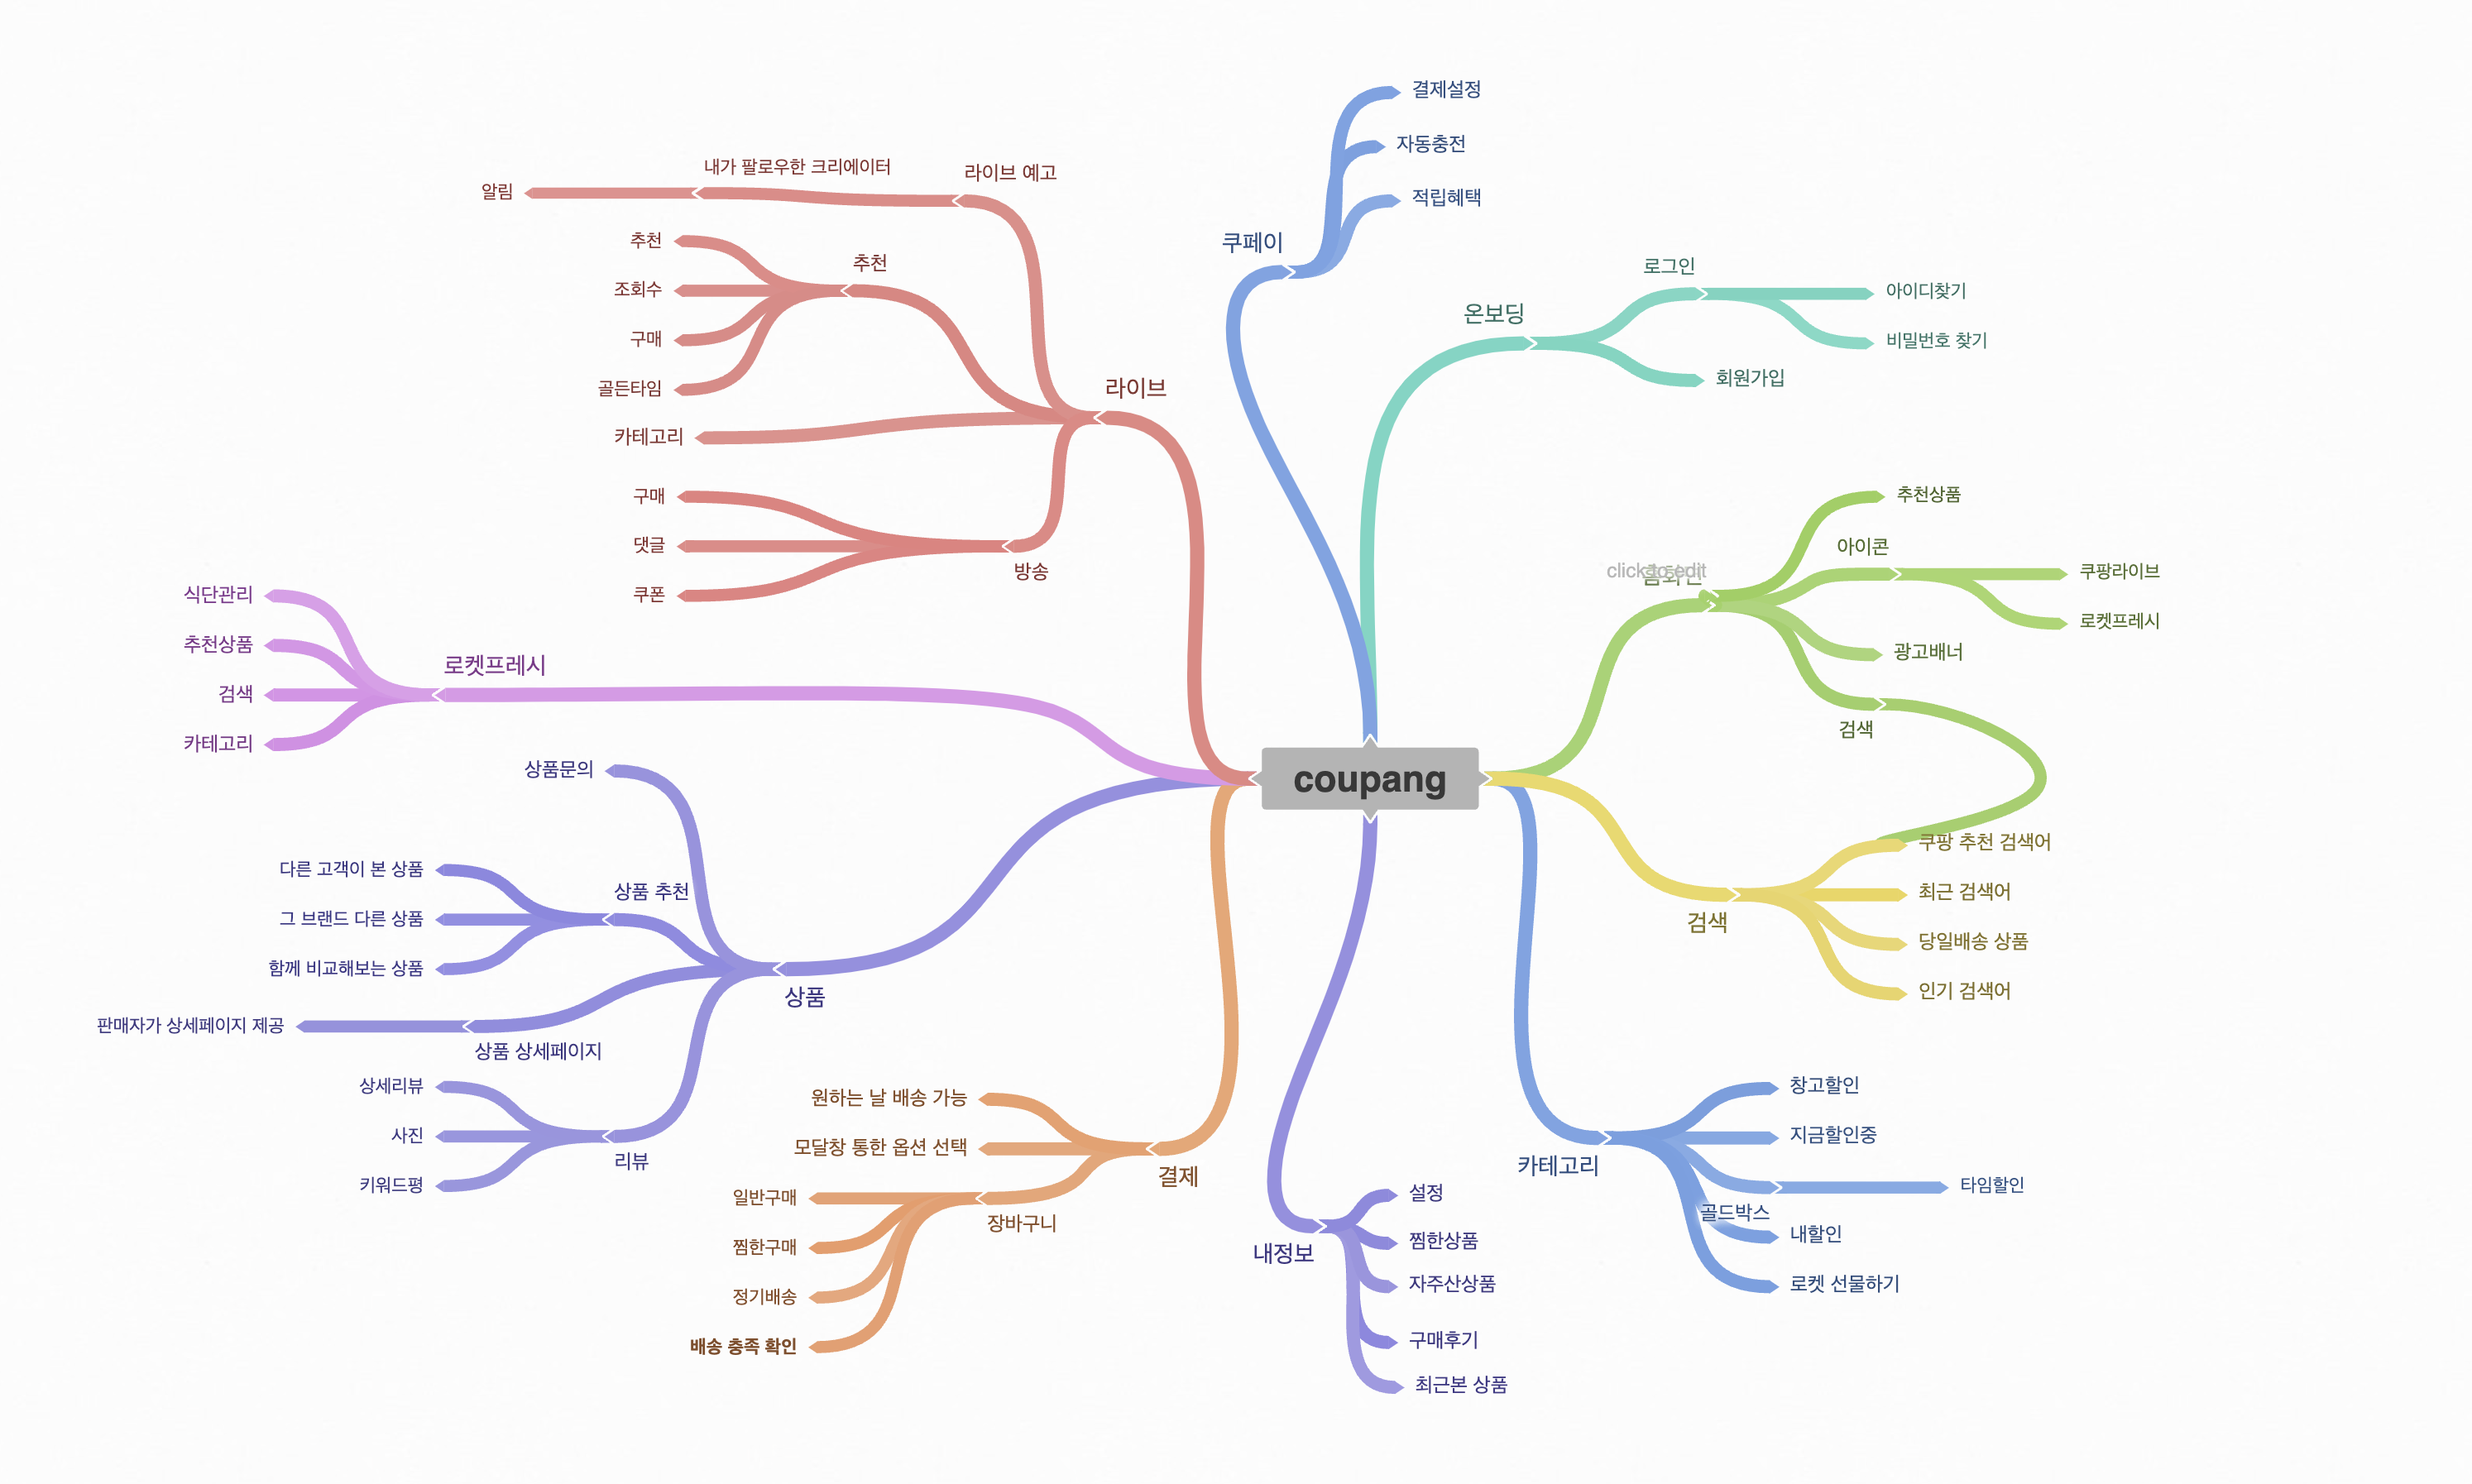 coupang
쿠페이
결제설정
자동충전
적립혜택
온보딩
로그인
아이디찾기
비밀번호 찾기
회원가입
click to edit
추천상품
아이콘
쿠팡라이브
로켓프레시
광고배너
검색
검색
쿠팡 추천 검색어
최근 검색어
당일배송 상품
인기 검색어
카테고리
창고할인
지금할인중
골드박스
타임할인
내할인
로켓 선물하기
내정보
설정
찜한상품
자주산상품
구매후기
최근본 상품
결제
원하는 날 배송 가능
모달창 통한 옵션 선택
장바구니
일반구매
찜한구매
정기배송
배송 충족 확인
상품
상품문의
상품 추천
다른 고객이 본 상품
그 브랜드 다른 상품
함께 비교해보는 상품
상품 상세페이지
판매자가 상세페이지 제공
리뷰
상세리뷰
사진
키워드평
로켓프레시
식단관리
추천상품
검색
카테고리
라이브
라이브 예고
내가 팔로우한 크리에이터
알림
추천
추천
조회수
구매
골든타임
카테고리
방송
구매
댓글
쿠폰